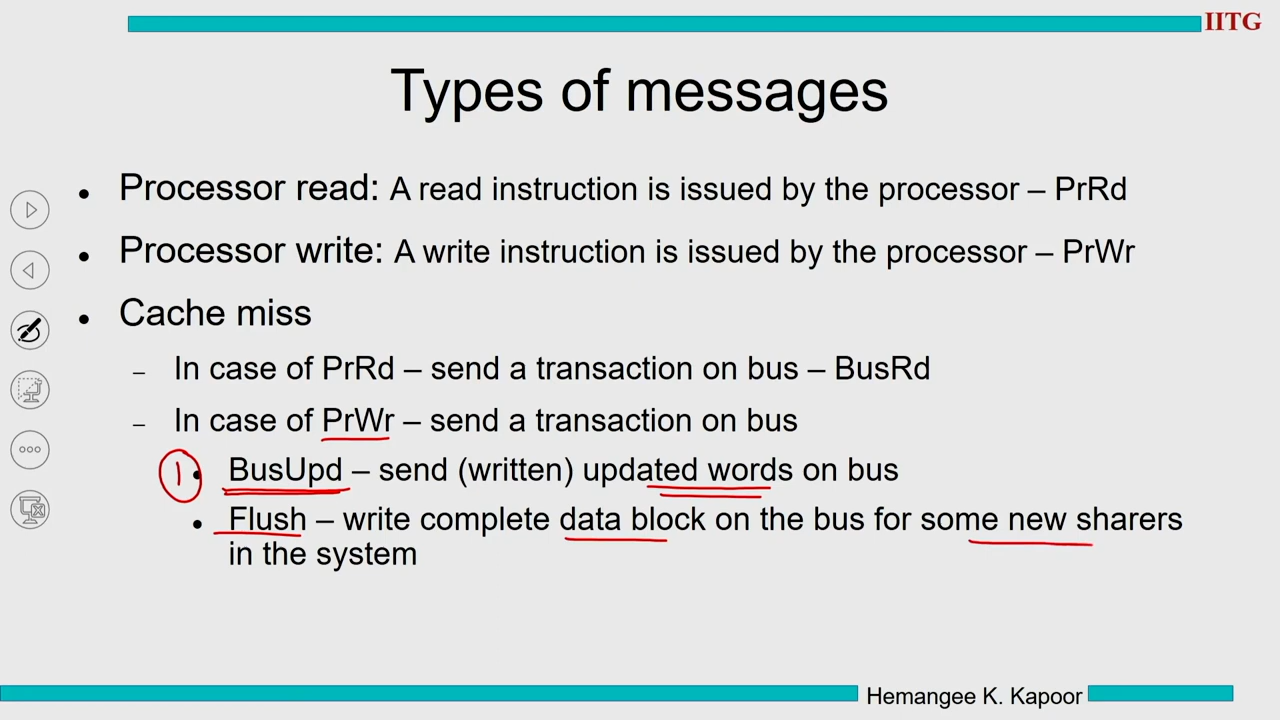 IITG
Types of messages
• Processor read: A read instruction is issued by the processor – PrRd
• Processor write: A write instruction is issued by the processor – PrWr
• Cache miss
– In case of PrRd – send a transaction on bus – BusRd
– In case of PrWr – send a transaction on bus
1 • BusUpd – send (written) updated words on bus
• Flush – write complete data block on the bus for some new sharers
in the system
Hemangee K. Kapoor